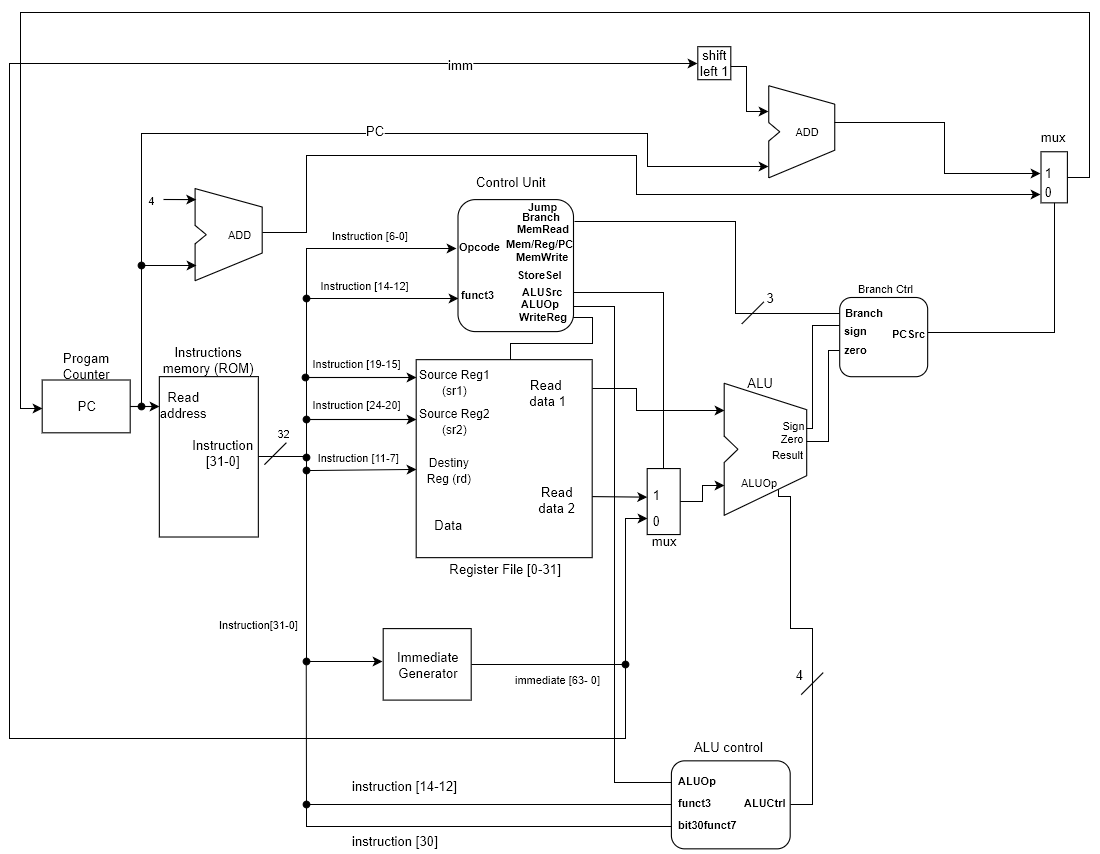 shift
left 1
imm
ADD
mux
PC
1
0
Control Unit
4
ADD
Jump
Branch
MemRead
Mem/Reg/PC
MemWrite
StoreSel
ALUSrc
ALUOp
WriteReg
Opcode
funct3
Instruction [6-0]
Instruction [14-12]
3
Branch Ctrl
Branch
sign
zero
PCSrc
Progam
Counter
PC
Instructions
memory (ROM)
Read
address
Instruction
[31-0]
32
Instruction [19-15]
Instruction [24-20]
Instruction [11-7]
Source Reg1
(sr1)
Source Reg2
(sr2)
Destiny
Reg (rd)
Data
Read
data 1
Read
data 2
Register File [0-31]
1
0
mux
ALU
Sign
Zero
Result
ALUOp
Instruction[31-0]
Immediate
Generator
immediate [63- 0]
4
ALU control
ALUOp
funct3
bit30funct7
ALUCtrl
instruction [14-12]
instruction [30]